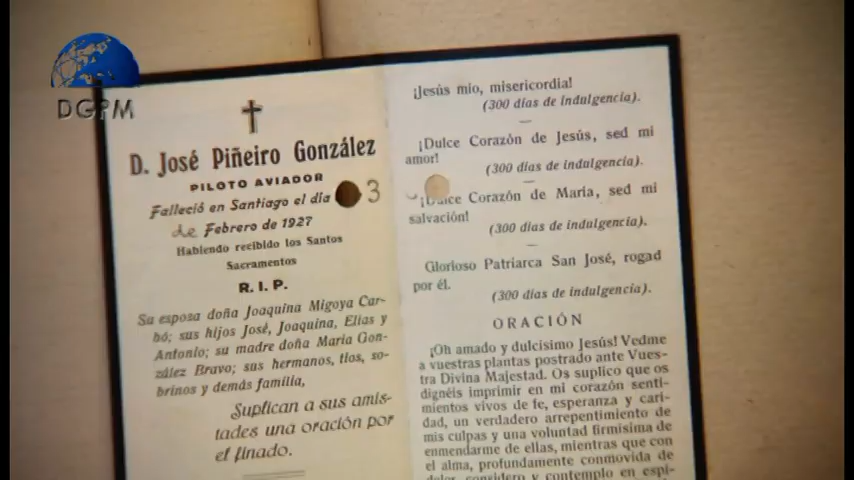 DGPM
D. José Piñeiro González
PILOTO AVIADOR
Falleció en Santiago el día 3
de Febrero de 1927
Habiendo recibido los Santos
Sacramentos
R. I. P.
Su esposa doña Joaquina Migoya Car-
bó; sus hijos José, Joaquina, Elías y
Antonio; su madre doña María Gon-
zález Bravo; sus hermanos, tíos, so-
brinos y demás familia,
Suplican a sus amis-
tades una oración por
el finado.
¡Jesús mío, misericordia!
(300 días de indulgencia).
¡Dulce Corazón de Jesús, sed mi
amor!
(300 días de indulgencia).
¡Dulce Corazón de María, sed mi
salvación!
(300 días de indulgencia).
Glorioso Patriarca San José, rogad
por él.
(300 días de indulgencia).
ORACIÓN
¡Oh amado y dulcísimo Jesús! Vedme
a vuestras plantas postrado ante Vues-
tra Divina Majestad. Os suplico que os
dignéis imprimir en mi corazón senti-
mientos vivos de fe, esperanza y cari-
dad, un verdadero arrepentimiento de
mis culpas y una voluntad firmísima de
enmendarme de ellas, mientras que con
el alma, profundamente conmovida de
dolor, considero y contemplo en espí-